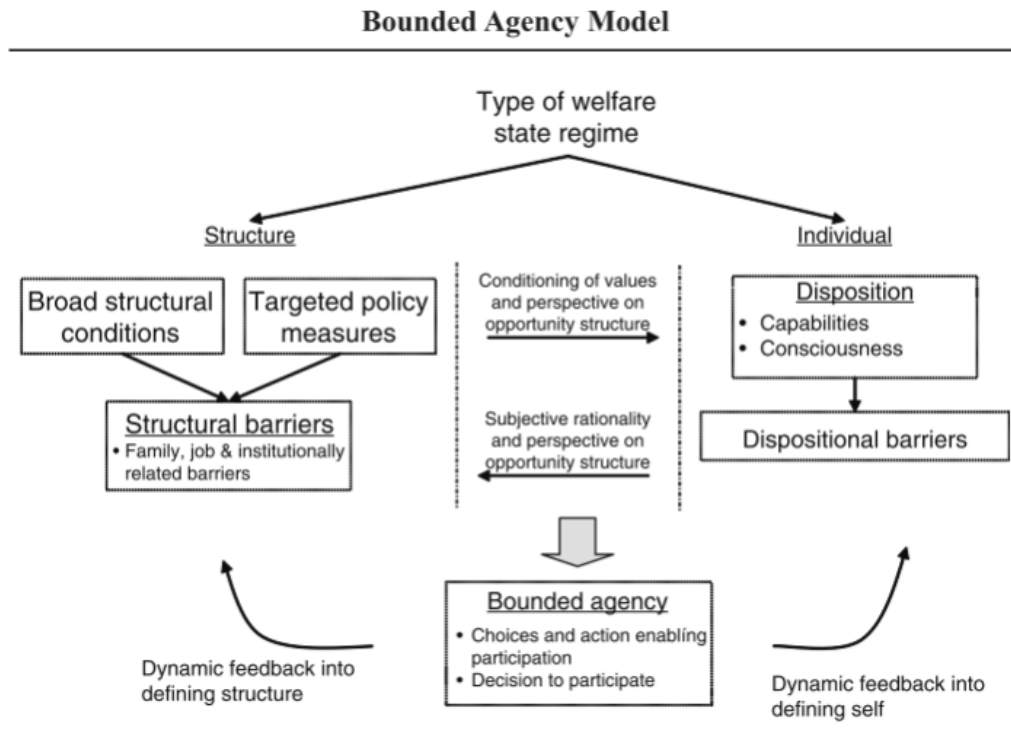 Bounded Agency Model
Type of welfare
state regime
Structure
Individual
Broad structural
conditions
Targeted policy
measures
Structural barriers
• Family, job & institutionally
related barriers
Conditioning of values
and perspective on
opportunity structure
Subjective rationality
and perspective on
opportunity structure
Disposition
• Capabilities
• Consciousness
Dispositional barriers
Bounded agency
• Choices and action enabling
participation
• Decision to participate
Dynamic feedback into
defining structure
Dynamic feedback into
defining self